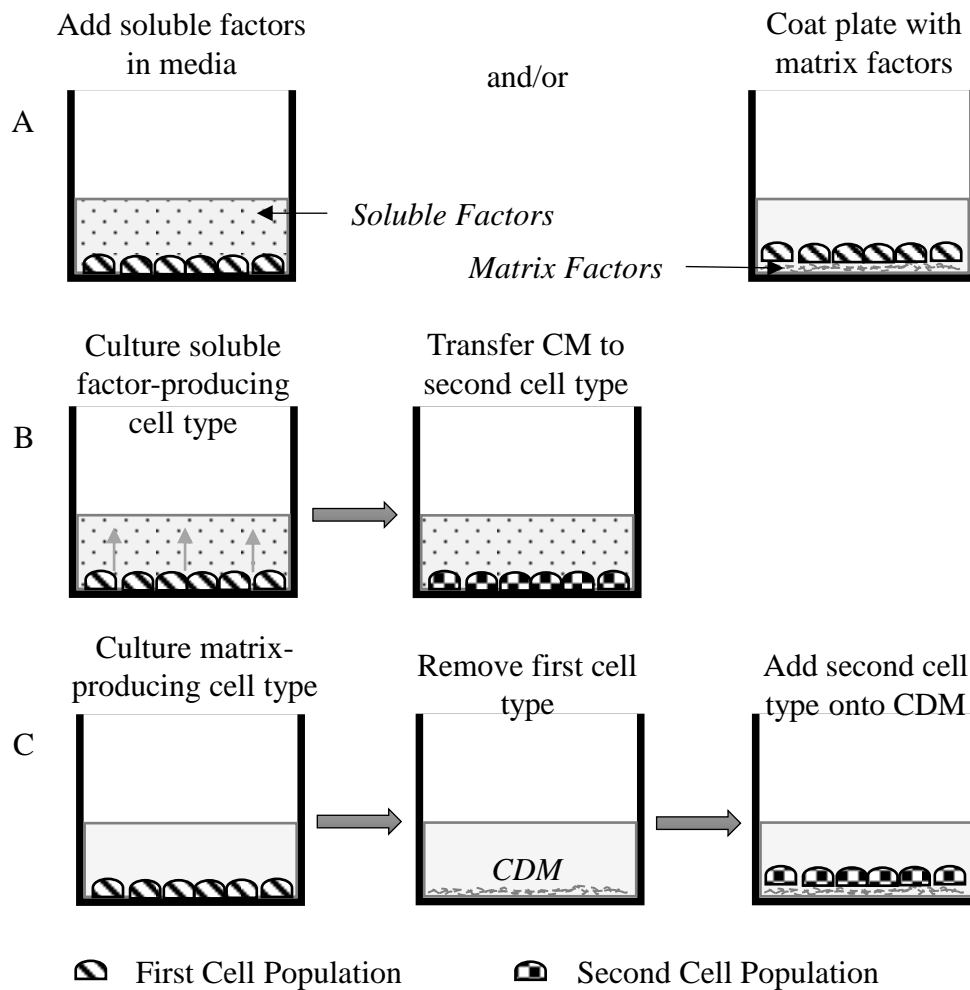 Add soluble factors
in media
and/or
Coat plate with
matrix factors
A
Soluble Factors
Matrix Factors
Culture soluble
factor-producing
cell type
Transfer CM to
second cell type
B
Culture matrix-
producing cell type
Remove first cell
type
Add second cell
type onto CDM
C
CDM
First Cell Population
Second Cell Population